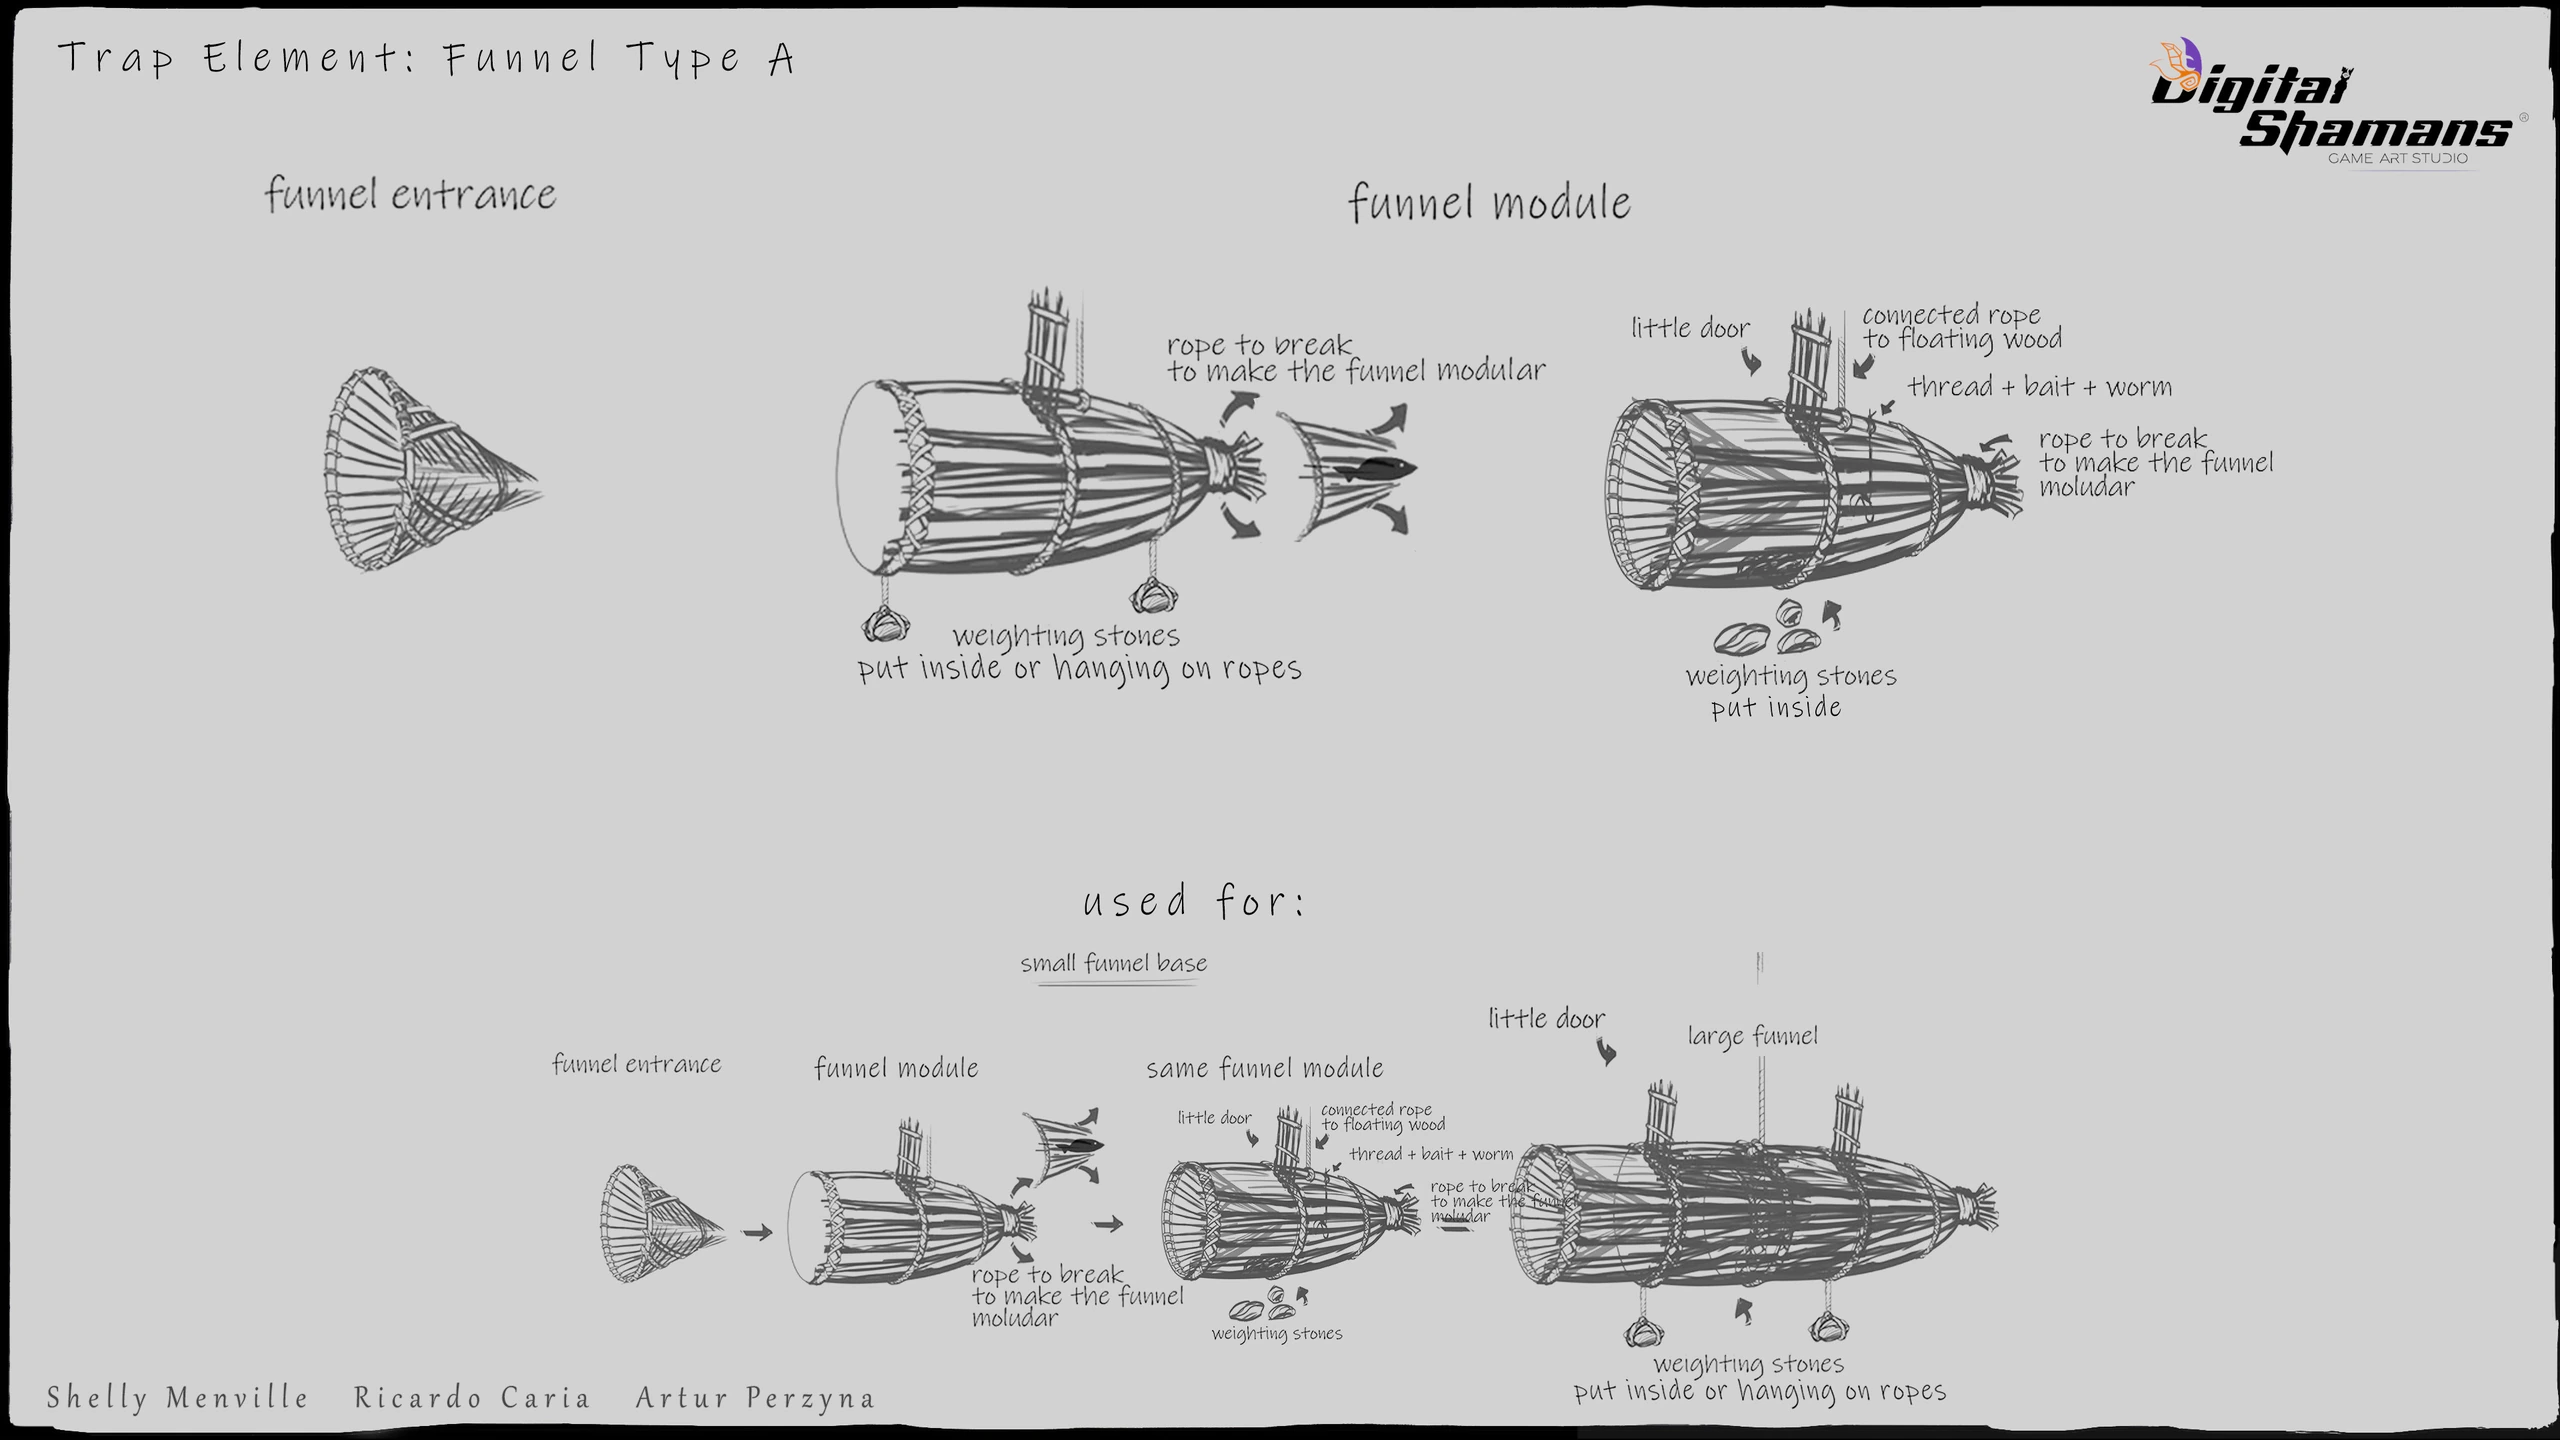 Trap Element: Funnel Type A
Digital
Shamans
GAME ART STUDIO
funnel entrance
funnel module
rope to break
to make the funnel modular
weighting stones
put inside or hanging on ropes
little door
connected rope
to floating wood
thread + bait + worm
rope to break
to make the funnel
moludar
weighting stones
put inside
used for:
small funnel base
funnel entrance
funnel module
rope to break
to make the funnel
moludar
same funnel module
little door
connected rope
to floating wood
thread + bait + worm
rope to break
to make the funnel
moludar
weighting stones
little door
large funnel
weighting stones
put inside or hanging on ropes
Shelly Menville Ricardo Caria Artur Perzyna